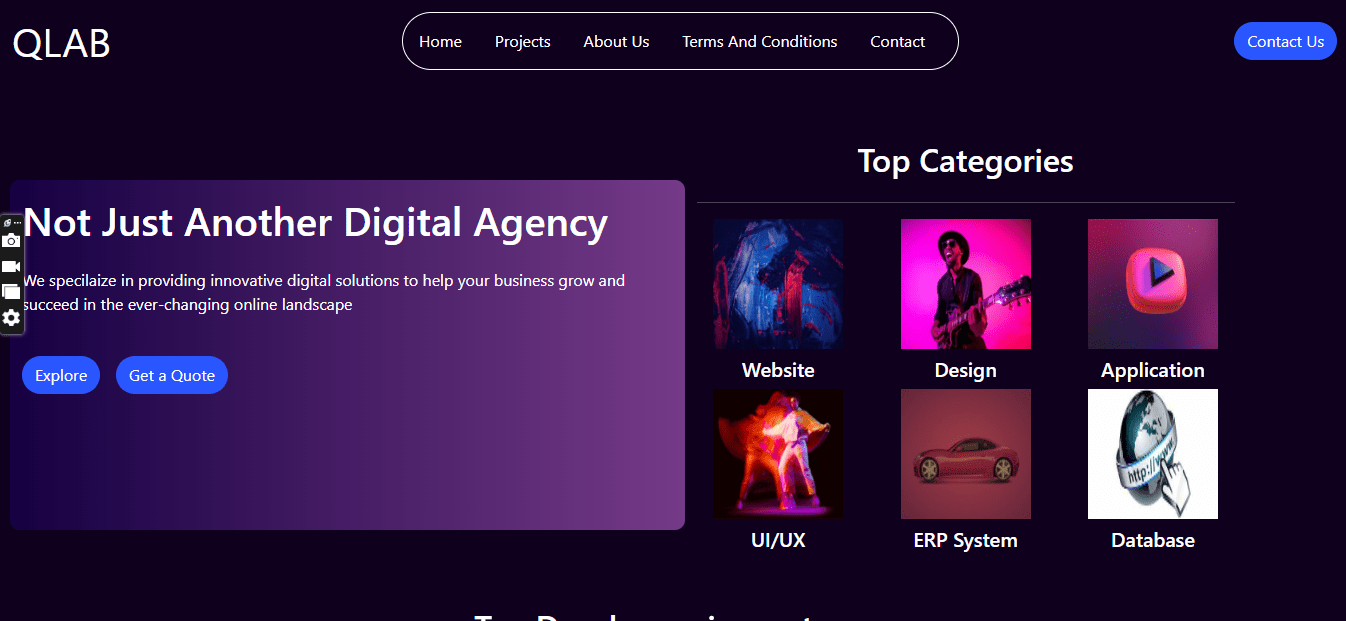 QLAB
Home Projects About Us Terms And Conditions Contact
Contact Us
Top Categories
Not Just Another Digital Agency
We specilaize in providing innovative digital solutions to help your business grow and
succeed in the ever-changing online landscape
Explore Get a Quote
Website Design Application
http://www
UI/UX ERP System Database